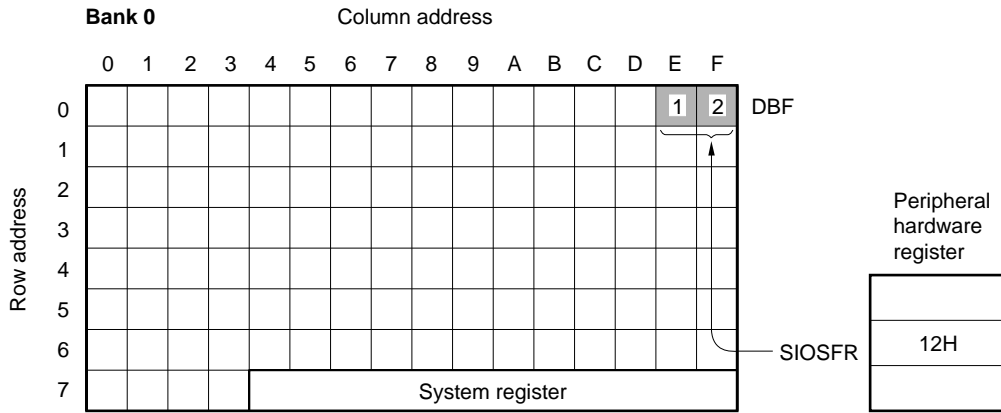 Bank 0 Column address
0 1 2 3 4 5 6 7 8 9 A B C D E F
0 1 2 DBF
1
2
3
4
5
6 SIOSFR 12H
7 System register
Row address
Peripheral
hardware
register